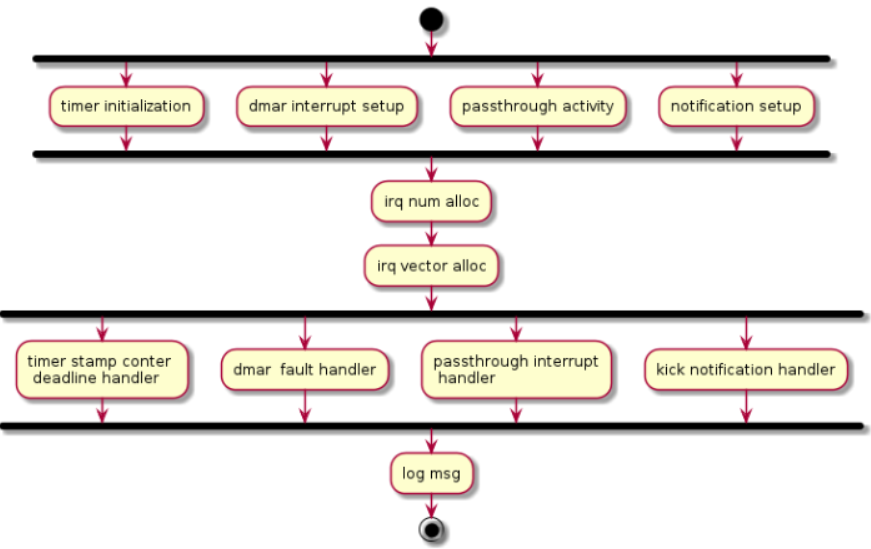 timer initialization
dmar interrupt setup
passthrough activity
notification setup
irq num alloc
irq vector alloc
timer stamp conter
deadline handler
dmar  fault handler
passthrough interrupt
handler
kick notification handler
log msg